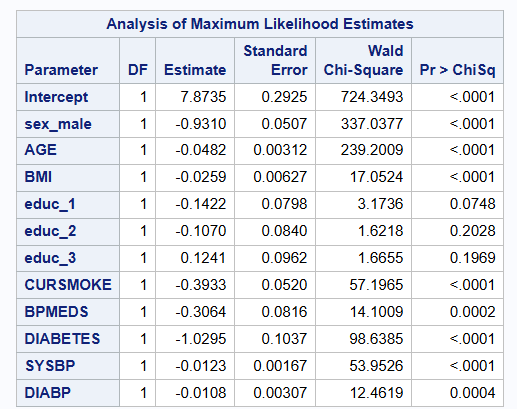 Analysis of Maximum Likelihood Estimates
Parameter DF Estimate Standard Error Wald Chi-Square Pr > ChiSq
Intercept 1 7.8735 0.2925 724.3493 <.0001
sex_male 1 -0.9310 0.0507 337.0377 <.0001
AGE 1 -0.0482 0.00312 239.2009 <.0001
BMI 1 -0.0259 0.00627 17.0524 <.0001
educ_1 1 -0.1422 0.0798 3.1736 0.0748
educ_2 1 -0.1070 0.0840 1.6218 0.2028
educ_3 1 0.1241 0.0962 1.6655 0.1969
CURSMOKE 1 -0.3933 0.0520 57.1965 <.0001
BPMEDS 1 -0.3064 0.0816 14.1009 0.0002
DIABETES 1 -1.0295 0.1037 98.6385 <.0001
SYSBP 1 -0.0123 0.00167 53.9526 <.0001
DIABP 1 -0.0108 0.00307 12.4619 0.0004